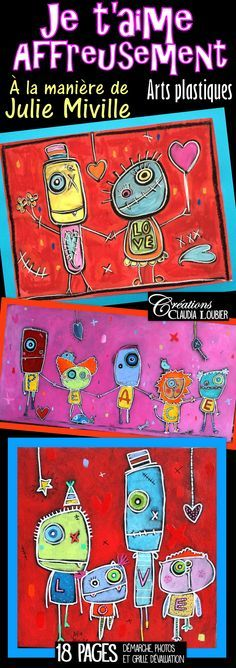 Je t'aime
AFFREUSEMENT
À la manière de
Julie Miville
Arts plastiques
LOVE
Créations
CLAUDIA LOUBIER
PEACE
LOVE
18 PAGES
DÉMARCHE, PHOTOS
ET GRILLE D'ÉVALUATION